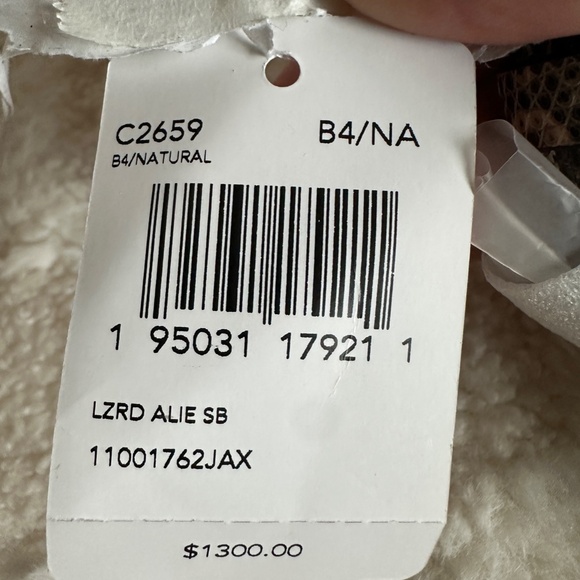 C2659 B4/NA
B4/NATURAL
1 95031 17921 1
LZRD ALIE SB
11001762JAX
$1300.00